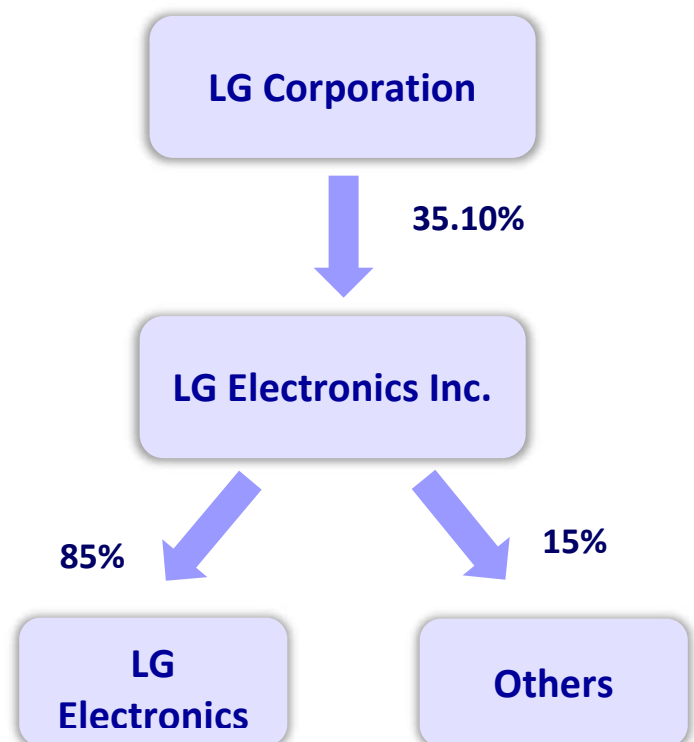 LG Corporation
35.10%
LG Electronics Inc.
85%
15%
LG
Electronics
Others